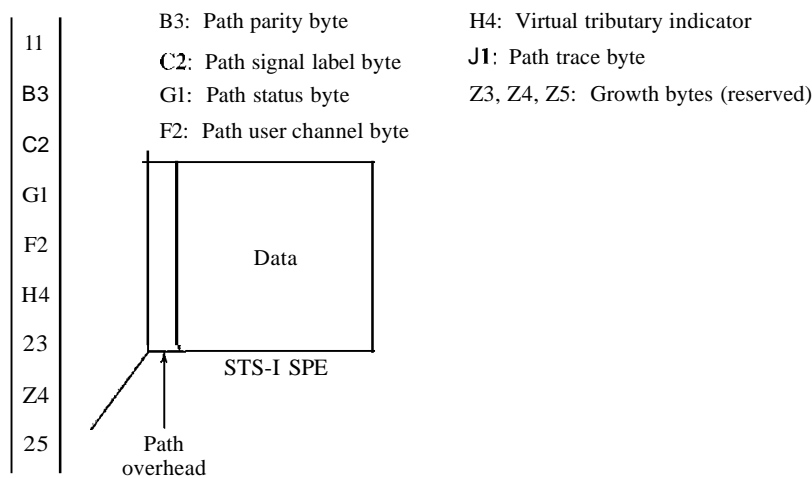 11
B3
C2
G1
F2
H4
23
Z4
25
B3: Path parity byte
C2: Path signal label byte
G1: Path status byte
F2: Path user channel byte
H4: Virtual tributary indicator
J1: Path trace byte
Z3, Z4, Z5: Growth bytes (reserved)
Data
STS-I SPE
Path
overhead